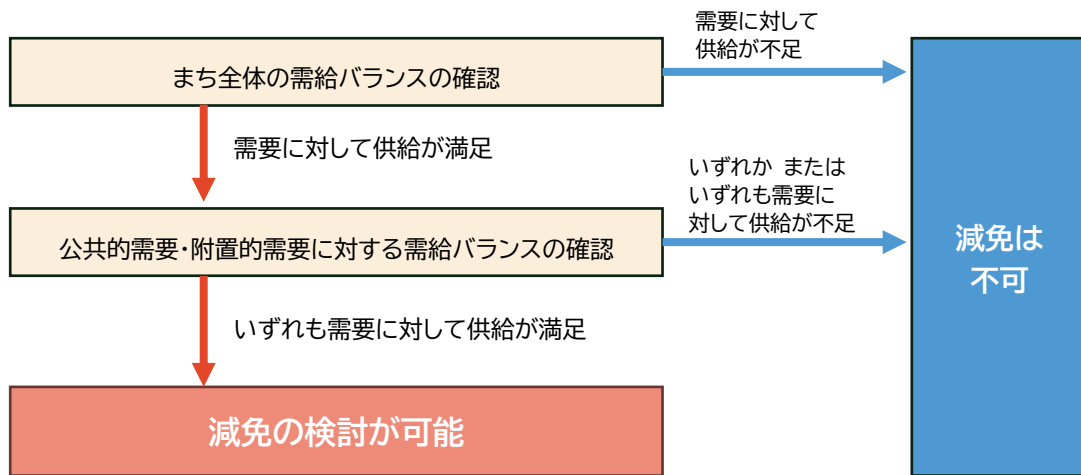 まち全体の需給バランスの確認
需要に対して
供給が不足
需要に対して供給が満足
公共的需要・附置的需要に対する需給バランスの確認
いずれか または
いずれも需要に
対して供給が不足
いずれも需要に対して供給が満足
減免の検討が可能
減免は
不可